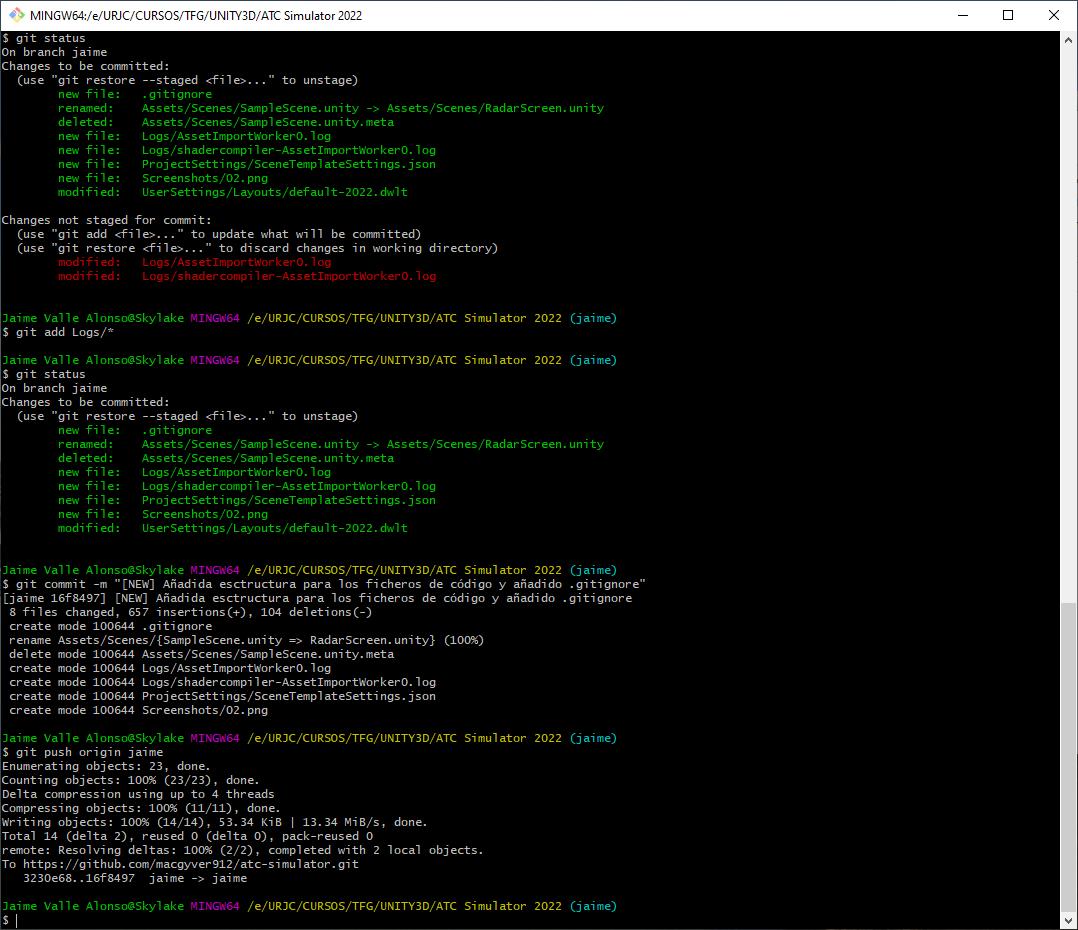 MINGW64:/e/URJC/CURSOS/TFG/UNITY3D/ATC Simulator 2022
$ git status
On branch jaime
Changes to be committed:
  (use "git restore --staged <file>..." to unstage)
        new file:   .gitignore
        renamed:    Assets/Scenes/SampleScene.unity -> Assets/Scenes/RadarScreen.unity
        deleted:    Assets/Scenes/SampleScene.unity.meta
        new file:   Logs/AssetImportWorker0.log
        new file:   Logs/shadercompiler-AssetImportWorker0.log
        new file:   ProjectSettings/SceneTemplateSettings.json
        new file:   Screenshots/02.png
        modified:   UserSettings/Layouts/default-2022.dwlt

Changes not staged for commit:
  (use "git add <file>..." to update what will be committed)
  (use "git restore <file>..." to discard changes in working directory)
        modified:   Logs/AssetImportWorker0.log
        modified:   Logs/shadercompiler-AssetImportWorker0.log

Jaime Valle Alonso@Skylake MINGW64 /e/URJC/CURSOS/TFG/UNITY3D/ATC Simulator 2022 (jaime)
$ git add Logs/*

Jaime Valle Alonso@Skylake MINGW64 /e/URJC/CURSOS/TFG/UNITY3D/ATC Simulator 2022 (jaime)
$ git status
On branch jaime
Changes to be committed:
  (use "git restore --staged <file>..." to unstage)
        new file:   .gitignore
        renamed:    Assets/Scenes/SampleScene.unity -> Assets/Scenes/RadarScreen.unity
        deleted:    Assets/Scenes/SampleScene.unity.meta
        new file:   Logs/AssetImportWorker0.log
        new file:   Logs/shadercompiler-AssetImportWorker0.log
        new file:   ProjectSettings/SceneTemplateSettings.json
        new file:   Screenshots/02.png
        modified:   UserSettings/Layouts/default-2022.dwlt

Jaime Valle Alonso@Skylake MINGW64 /e/URJC/CURSOS/TFG/UNITY3D/ATC Simulator 2022 (jaime)
$ git commit -m "[NEW] Añadida esctructura para los ficheros de código y añadido .gitignore"
[jaime 16f8497] [NEW] Añadida esctructura para los ficheros de código y añadido .gitignore
 8 files changed, 657 insertions(+), 104 deletions(-)
 create mode 100644 .gitignore
 rename Assets/Scenes/{SampleScene.unity => RadarScreen.unity} (100%)
 delete mode 100644 Assets/Scenes/SampleScene.unity.meta
 create mode 100644 Logs/AssetImportWorker0.log
 create mode 100644 Logs/shadercompiler-AssetImportWorker0.log
 create mode 100644 ProjectSettings/SceneTemplateSettings.json
 create mode 100644 Screenshots/02.png

Jaime Valle Alonso@Skylake MINGW64 /e/URJC/CURSOS/TFG/UNITY3D/ATC Simulator 2022 (jaime)
$ git push origin jaime
Enumerating objects: 23, done.
Counting objects: 100% (23/23), done.
Delta compression using up to 4 threads
Compressing objects: 100% (11/11), done.
Writing objects: 100% (14/14), 53.34 KiB | 13.34 MiB/s, done.
Total 14 (delta 2), reused 0 (delta 0), pack-reused 0
remote: Resolving deltas: 100% (2/2), completed with 2 local objects.
To https://github.com/macgyver912/atc-simulator.git
   3230e68..16f8497  jaime -> jaime

Jaime Valle Alonso@Skylake MINGW64 /e/URJC/CURSOS/TFG/UNITY3D/ATC Simulator 2022 (jaime)
$